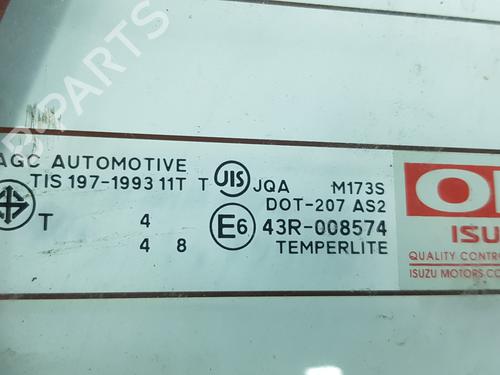 B-PARTS
AGC AUTOMOTIVE
TIS 197-1993 11T T JIS JQA M173S
DOT-207 AS2
T 4 E6 43R-008574
4 8 TEMPERLITE
ISU
QUALITY CONTRO
ISUZU MOTORS CO